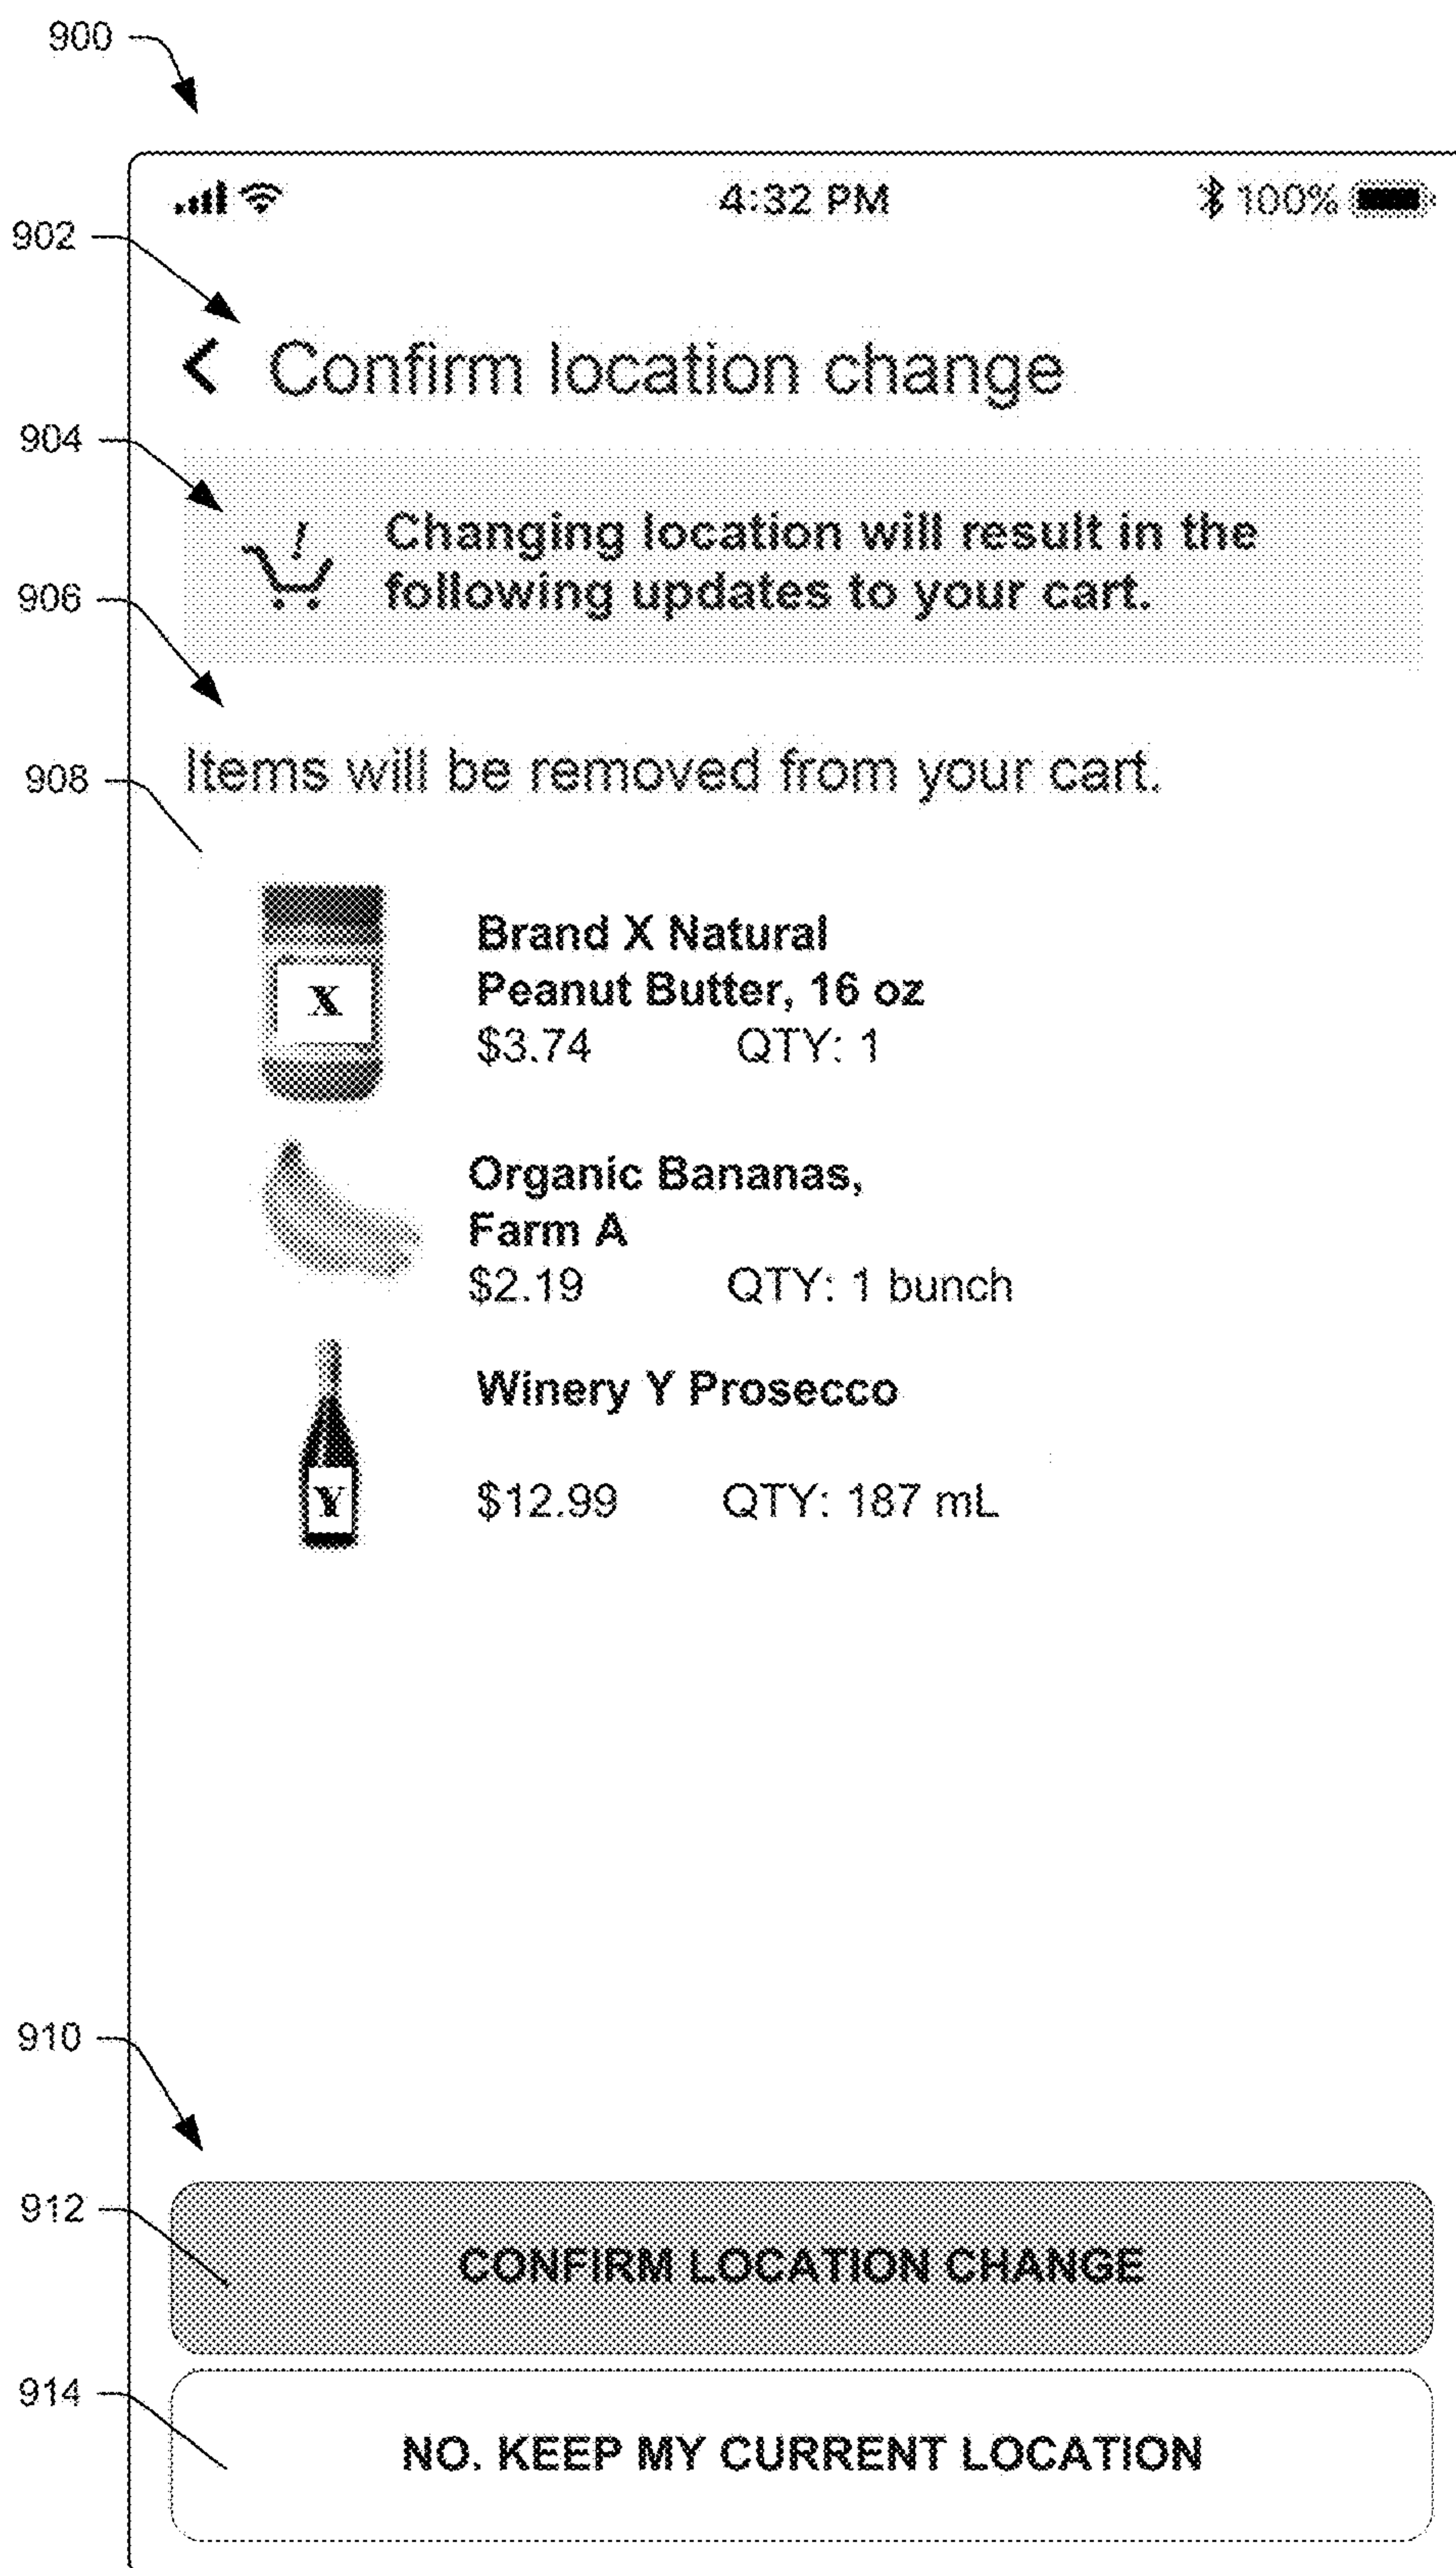 900
4:32 PM 100%
902
Confirm location change
904
Changing location will result in the
following updates to your cart.
906
Items will be removed from your cart.
908
Brand X Natural
X
Peanut Butter, 16 oz
$3.74 QTY: 1
Organic Bananas,
Farm A
$2.19 QTY: 1 bunch
Winery Y Prosecco
Y
$12.99 QTY: 187 mL
910
912
CONFIRM LOCATION CHANGE
914
NO. KEEP MY CURRENT LOCATION